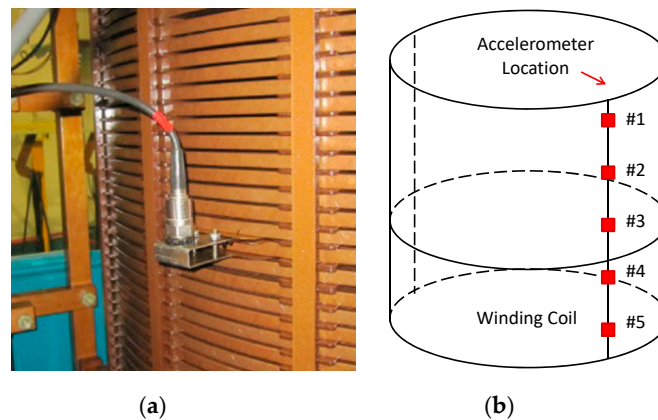 Accelerometer
Location
#1
#2
#3
#4
#5
Winding Coil
(a)
(b)